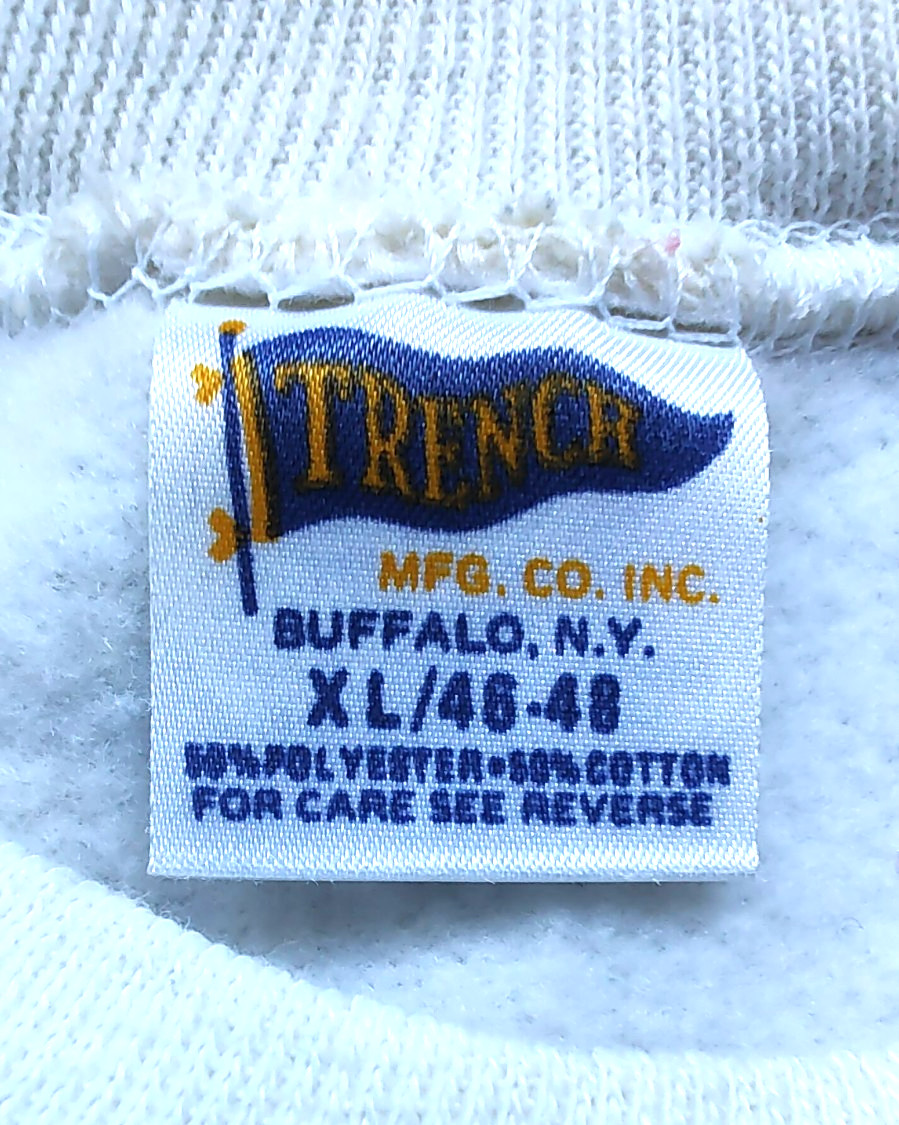 TRENCH
MFG. CO. INC.
BUFFALO, N.Y.
XL/46-48
50% POLYESTER•50% COTTON
FOR CARE SEE REVERSE